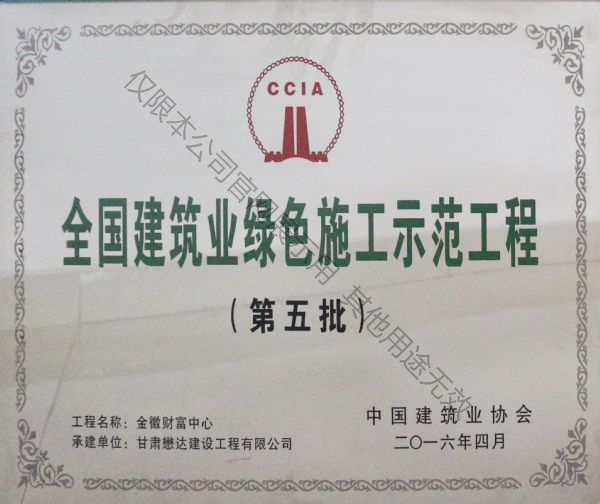 CCIA
全国建筑业绿色施工示范工程
（第五批）
工程名称：金徽财富中心
承建单位：甘肃懋达建设工程有限公司
中国建筑业协会
二〇一六年四月
仅限本公司官网展示用 其他用途无效